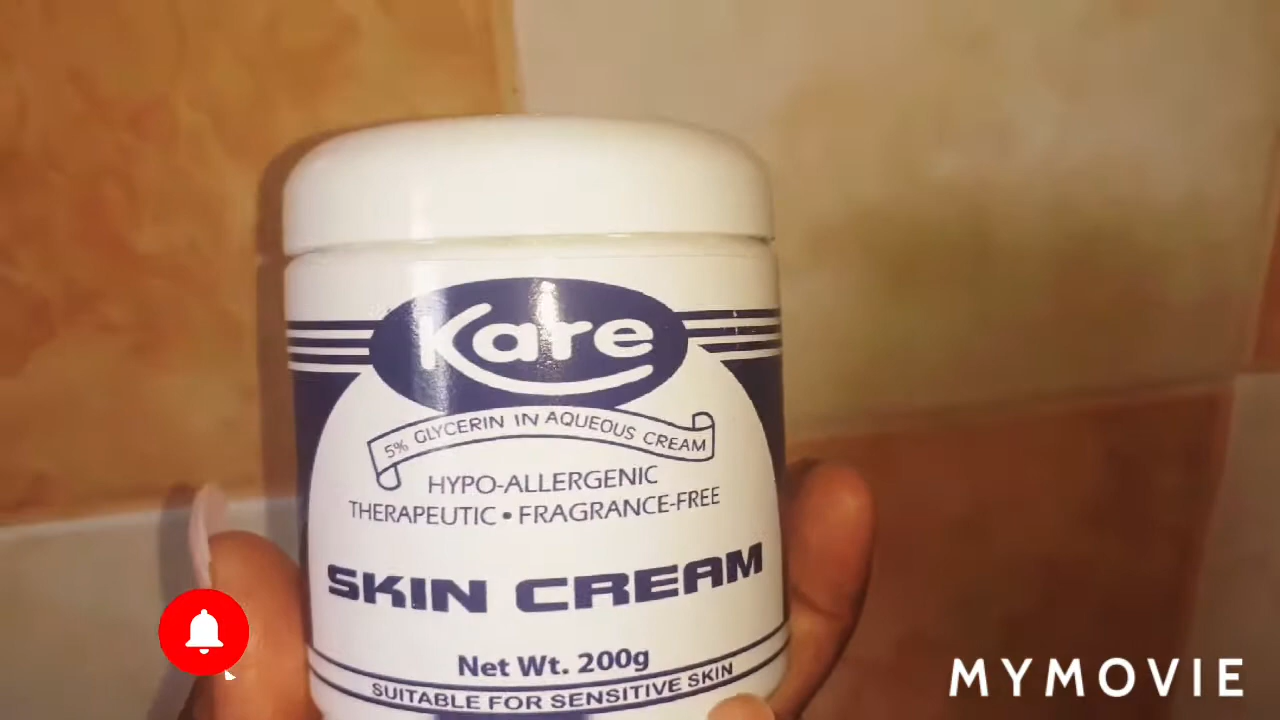 Kare
5% GLYCERIN IN AQUEOUS CREAM
HYPO-ALLERGENIC
THERAPEUTIC • FRAGRANCE-FREE
SKIN CREAM
Net Wt. 200g
SUITABLE FOR SENSITIVE SKIN
MYMOVIE